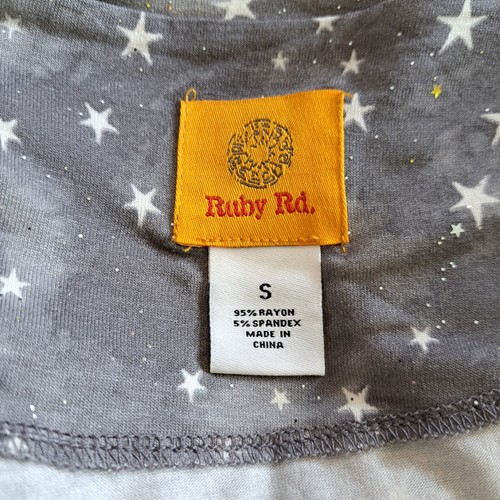 Ruby Rd.
S
95% RAYON
5% SPANDEX
MADE IN
CHINA